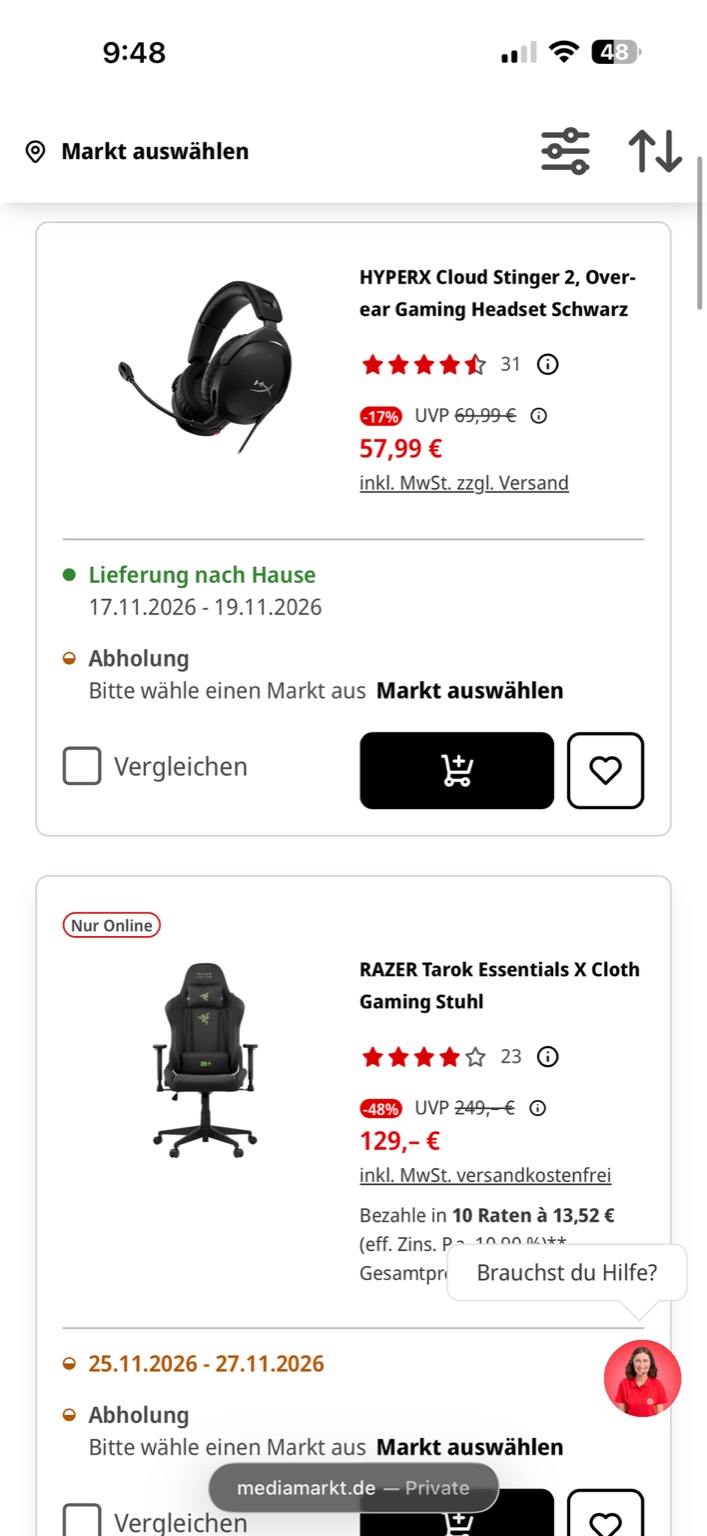 9:48
48
Markt auswählen
HYPERX Cloud Stinger 2, Over-
ear Gaming Headset Schwarz
31
-17% UVP 69,99 €
57,99 €
inkl. MwSt. zzgl. Versand
Lieferung nach Hause
17.11.2026 - 19.11.2026
Abholung
Bitte wähle einen Markt aus Markt auswählen
Vergleichen
Nur Online
RAZER Tarok Essentials X Cloth
Gaming Stuhl
23
-48% UVP 249,– €
129,– €
inkl. MwSt. versandkostenfrei
Bezahle in 10 Raten à 13,52 €
(eff. Zins.
Brauchst du Hilfe?
25.11.2026 - 27.11.2026
Abholung
Bitte wähle einen Markt aus Markt auswählen
mediamarkt.de — Private
Vergleichen